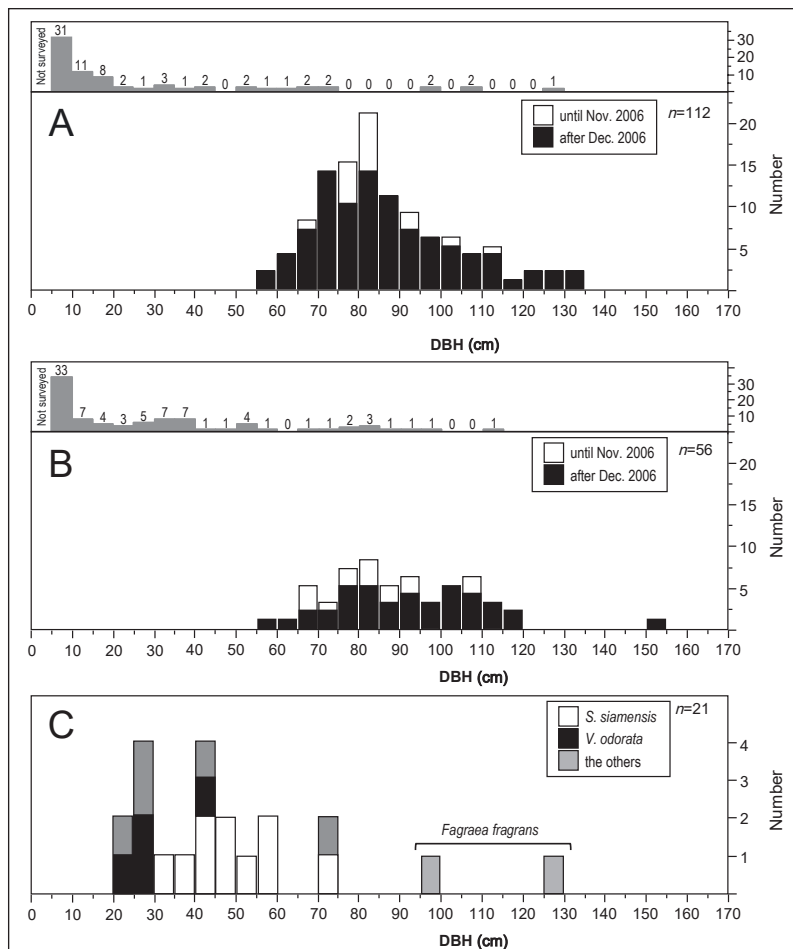 Not surveyed
31 11 8 2 1 3 1 2 0 2 1 1 2 2 0 0 0 0 2 0 2 0 0 0 1
30
20
10
A
until Nov. 2006
after Dec. 2006
n=112
20
15
10
5
Number
0 10 20 30 40 50 60 70 80 90 100 110 120 130 140 150 160 170
DBH (cm)
Not surveyed
33 7 4 3 5 7 7 1 1 4 1 0 1 1 2 3 1 1 1 0 0 1
30
20
10
B
until Nov. 2006
after Dec. 2006
n=56
20
15
10
5
Number
0 10 20 30 40 50 60 70 80 90 100 110 120 130 140 150 160 170
DBH (cm)
C
S. siamensis
V. odorata
the others
n=21
4
3
2
1
Number
Fagraea fragrans
0 10 20 30 40 50 60 70 80 90 100 110 120 130 140 150 160 170
DBH (cm)